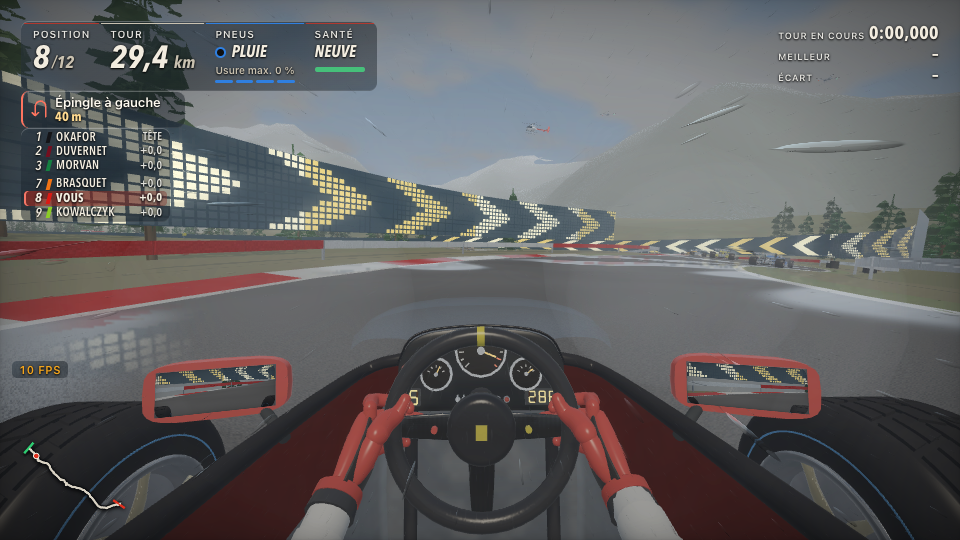 POSITION TOUR PNEUS SANTÉ
8/12 29,4 km PLUIE NEUVE
Usure max. 0 %
TOUR EN COURS 0:00,000
MEILLEUR -
ÉCART -
Épingle à gauche
40 m
1 OKAFOR TÊTE
2 DUVERNET +0,0
3 MORVAN +0,0
7 BRASQUET +0,0
8 VOUS +0,0
9 KOWALCZYK +0,0
10 FPS